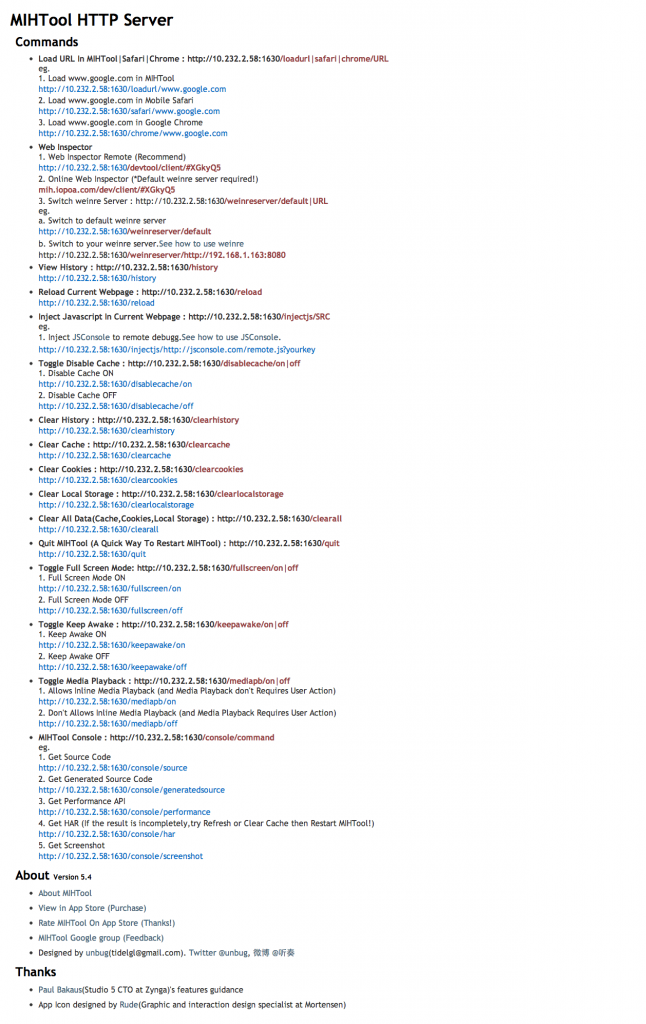 MIHTool HTTP Server
Commands
Load URL In MIHTool|Safari|Chrome : http://10.232.2.58:1630/loadurl|safari|chrome/URL
eg.
1. Load www.google.com in MIHTool
http://10.232.2.58:1630/loadurl/www.google.com
2. Load www.google.com in Mobile Safari
http://10.232.2.58:1630/safari/www.google.com
3. Load www.google.com in Google Chrome
http://10.232.2.58:1630/chrome/www.google.com
Web Inspector
1. Web Inspector Remote (Recommend)
http://10.232.2.58:1630/devtool/client/#XGkyQ5
2. Online Web Inspector (*Default weinre server required!)
mih.iopoa.com/dev/client/#XGkyQ5
3. Switch weinre Server : http://10.232.2.58:1630/weinreserver/default|URL
eg.
a. Switch to default weinre server
http://10.232.2.58:1630/weinreserver/default
b. Switch to your weinre server.See how to use weinre
http://10.232.2.58:1630/weinreserver/http://192.168.1.163:8080
View History : http://10.232.2.58:1630/history
http://10.232.2.58:1630/history
Reload Current Webpage : http://10.232.2.58:1630/reload
http://10.232.2.58:1630/reload
Inject Javascript In Current Webpage : http://10.232.2.58:1630/injectjs/SRC
eg.
1. Inject JSConsole to remote debugg.See how to use JSConsole.
http://10.232.2.58:1630/injectjs/http://jsconsole.com/remote.js?yourkey
Toggle Disable Cache : http://10.232.2.58:1630/disablecache/on|off
1. Disable Cache ON
http://10.232.2.58:1630/disablecache/on
2. Disable Cache OFF
http://10.232.2.58:1630/disablecache/off
Clear History : http://10.232.2.58:1630/clearhistory
http://10.232.2.58:1630/clearhistory
Clear Cache : http://10.232.2.58:1630/clearcache
http://10.232.2.58:1630/clearcache
Clear Cookies : http://10.232.2.58:1630/clearcookies
http://10.232.2.58:1630/clearcookies
Clear Local Storage : http://10.232.2.58:1630/clearlocalstorage
http://10.232.2.58:1630/clearlocalstorage
Clear All Data(Cache,Cookies,Local Storage) : http://10.232.2.58:1630/clearall
http://10.232.2.58:1630/clearall
Quit MIHTool (A Quick Way To Restart MIHTool) : http://10.232.2.58:1630/quit
http://10.232.2.58:1630/quit
Toggle Full Screen Mode: http://10.232.2.58:1630/fullscreen/on|off
1. Full Screen Mode ON
http://10.232.2.58:1630/fullscreen/on
2. Full Screen Mode OFF
http://10.232.2.58:1630/fullscreen/off
Toggle Keep Awake : http://10.232.2.58:1630/keepawake/on|off
1. Keep Awake ON
http://10.232.2.58:1630/keepawake/on
2. Keep Awake OFF
http://10.232.2.58:1630/keepawake/off
Toggle Media Playback : http://10.232.2.58:1630/mediapb/on|off
1. Allows Inline Media Playback (and Media Playback don't Requires User Action)
http://10.232.2.58:1630/mediapb/on
2. Don't Allows Inline Media Playback (and Media Playback Requires User Action)
http://10.232.2.58:1630/mediapb/off
MIHTool Console : http://10.232.2.58:1630/console/command
eg.
1. Get Source Code
http://10.232.2.58:1630/console/source
2. Get Generated Source Code
http://10.232.2.58:1630/console/generatedsource
3. Get Performance API
http://10.232.2.58:1630/console/performance
4. Get HAR (If the result is incompletely,try Refresh or Clear Cache then Restart MIHTool!)
http://10.232.2.58:1630/console/har
5. Get Screenshot
http://10.232.2.58:1630/console/screenshot
About Version 5.4
About MIHTool
View in App Store (Purchase)
Rate MIHTool On App Store (Thanks!)
MIHTool Google group (Feedback)
Designed by unbug(tidelgl@gmail.com). Twitter @unbug, 微博 @听奏
Thanks
Paul Bakaus(Studio 5 CTO at Zynga)'s features guidance
App Icon designed by Rude(Graphic and interaction design specialist at Mortensen)